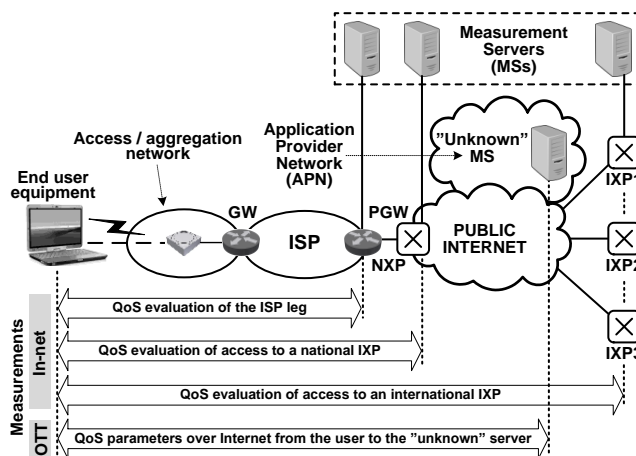 Measurement
Servers
(MSs)
Access / aggregation
network
Application
Provider
Network
(APN)
"Unknown"
MS
End user
equipment
GW
ISP
PGW
NXP
PUBLIC
INTERNET
IXP1
IXP2
IXP3
Measurements
In-net
OTT
QoS evaluation of the ISP leg
QoS evaluation of access to a national IXP
QoS evaluation of access to an international IXP
QoS parameters over Internet from the user to the "unknown" server